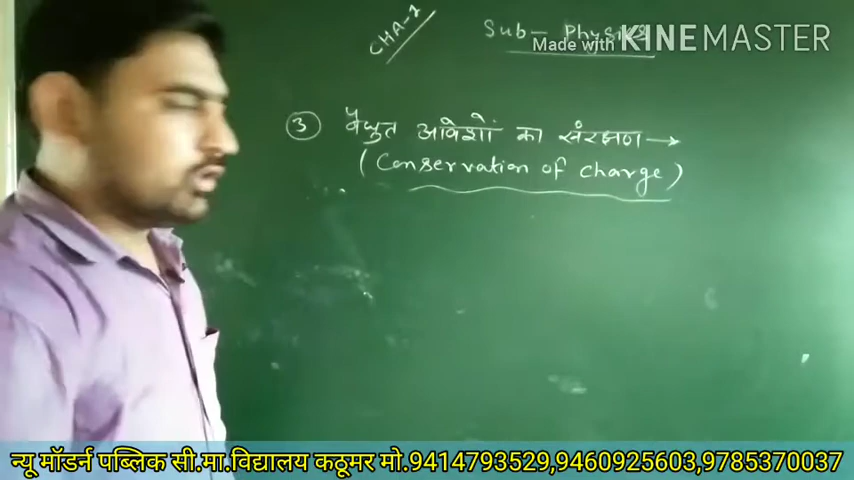 CHA-1
Sub- Physics
Made with KINEMASTER
3 वैद्युत आवेशों का संरक्षण →
(Conservation of charge)
न्यू मॉडर्न पब्लिक सी.मा.विद्यालय कठूमर मो.9414793529,9460925603,9785370037